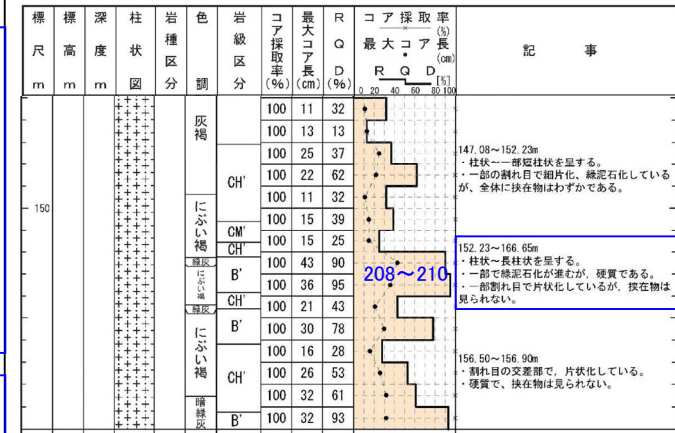 標尺m
標高m
深度m
柱状図
岩種区分
色調
岩級区分
コア採取率(%)
最大コア長(cm)
RQD(%)
コア採取率(%)
最大コア長(cm)
RQD[%]
0 20 40 60 80 100
記事
150
灰褐
にぶい褐
緑灰
にぶい褐
緑灰
にぶい褐
暗緑灰
CH'
CM'
CH'
B'
CH'
B'
CH'
B'
100 11 32
100 13 13
100 25 37
100 22 62
100 11 32
100 15 39
100 15 25
100 43 90
100 36 95
100 21 43
100 30 78
100 16 28
100 26 53
100 32 61
100 32 93
208～210
147.08～152.23m
・柱状～一部短柱状を呈する。
・一部の割れ目で細片化、緑泥石化している
が、全体に挟在物はわずかである。
152.23～166.65m
・柱状～長柱状を呈する。
・一部で緑泥石化が進むが、硬質である。
・一部割れ目で片状化しているが、挟在物は
見られない。
156.50～156.90m
・割れ目の交差部で、片状化している。
・硬質で、挟在物は見られない。